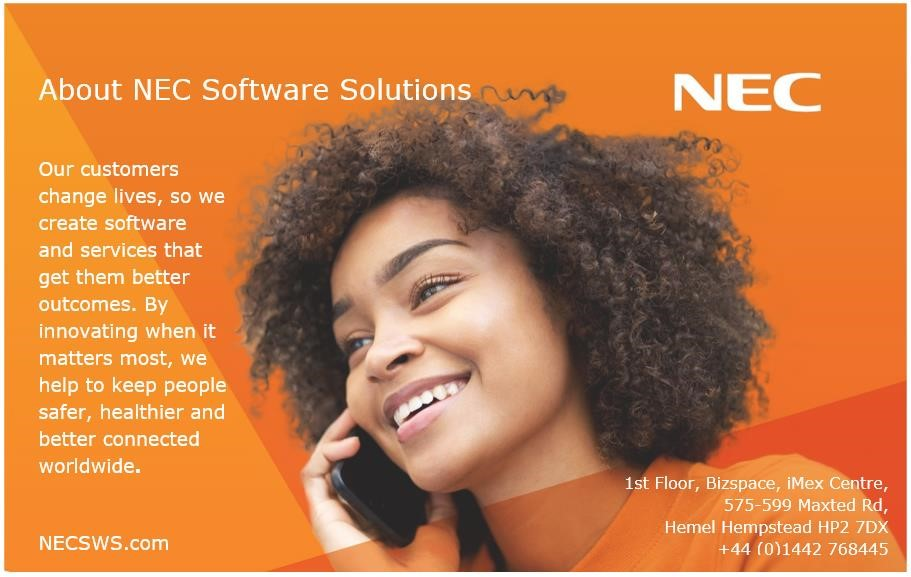 About NEC Software Solutions
NEC
Our customers
change lives, so we
create software
and services that
get them better
outcomes. By
innovating when it
matters most, we
help to keep people
safer, healthier and
better connected
worldwide.
NECSWS.com
1st Floor, Bizspace, iMex Centre,
575-599 Maxted Rd,
Hemel Hempstead HP2 7DX
+44 (0)1442 768445